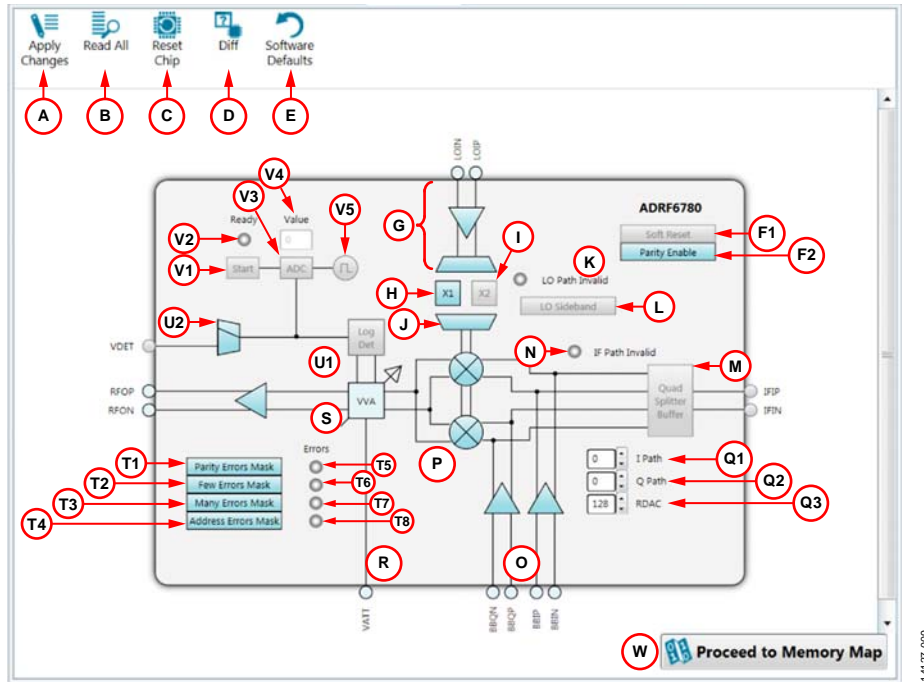 Apply Changes
Read All
Reset Chip
Diff
Software Defaults
A
B
C
D
E
LOIN
LOIP
V4
V3
V5
G
I
ADRF6780
Ready
Value
V2
0
Soft Reset
F1
V1
Start
ADC
K
Parity Enable
F2
H
X1
X2
LO Path Invalid
LO Sideband
L
U2
J
Log Det
VDET
U1
N
IF Path Invalid
M
RFOP
RFON
S
VVA
Quad Splitter Buffer
IFIP
IFIN
P
Errors
T1
Parity Errors Mask
T5
0
I Path
Q1
T2
Few Errors Mask
T6
0
Q Path
Q2
T3
Many Errors Mask
T7
128
RDAC
Q3
T4
Address Errors Mask
T8
R
O
VATT
BBQN
BBQP
BBIP
BBIN
W
Proceed to Memory Map